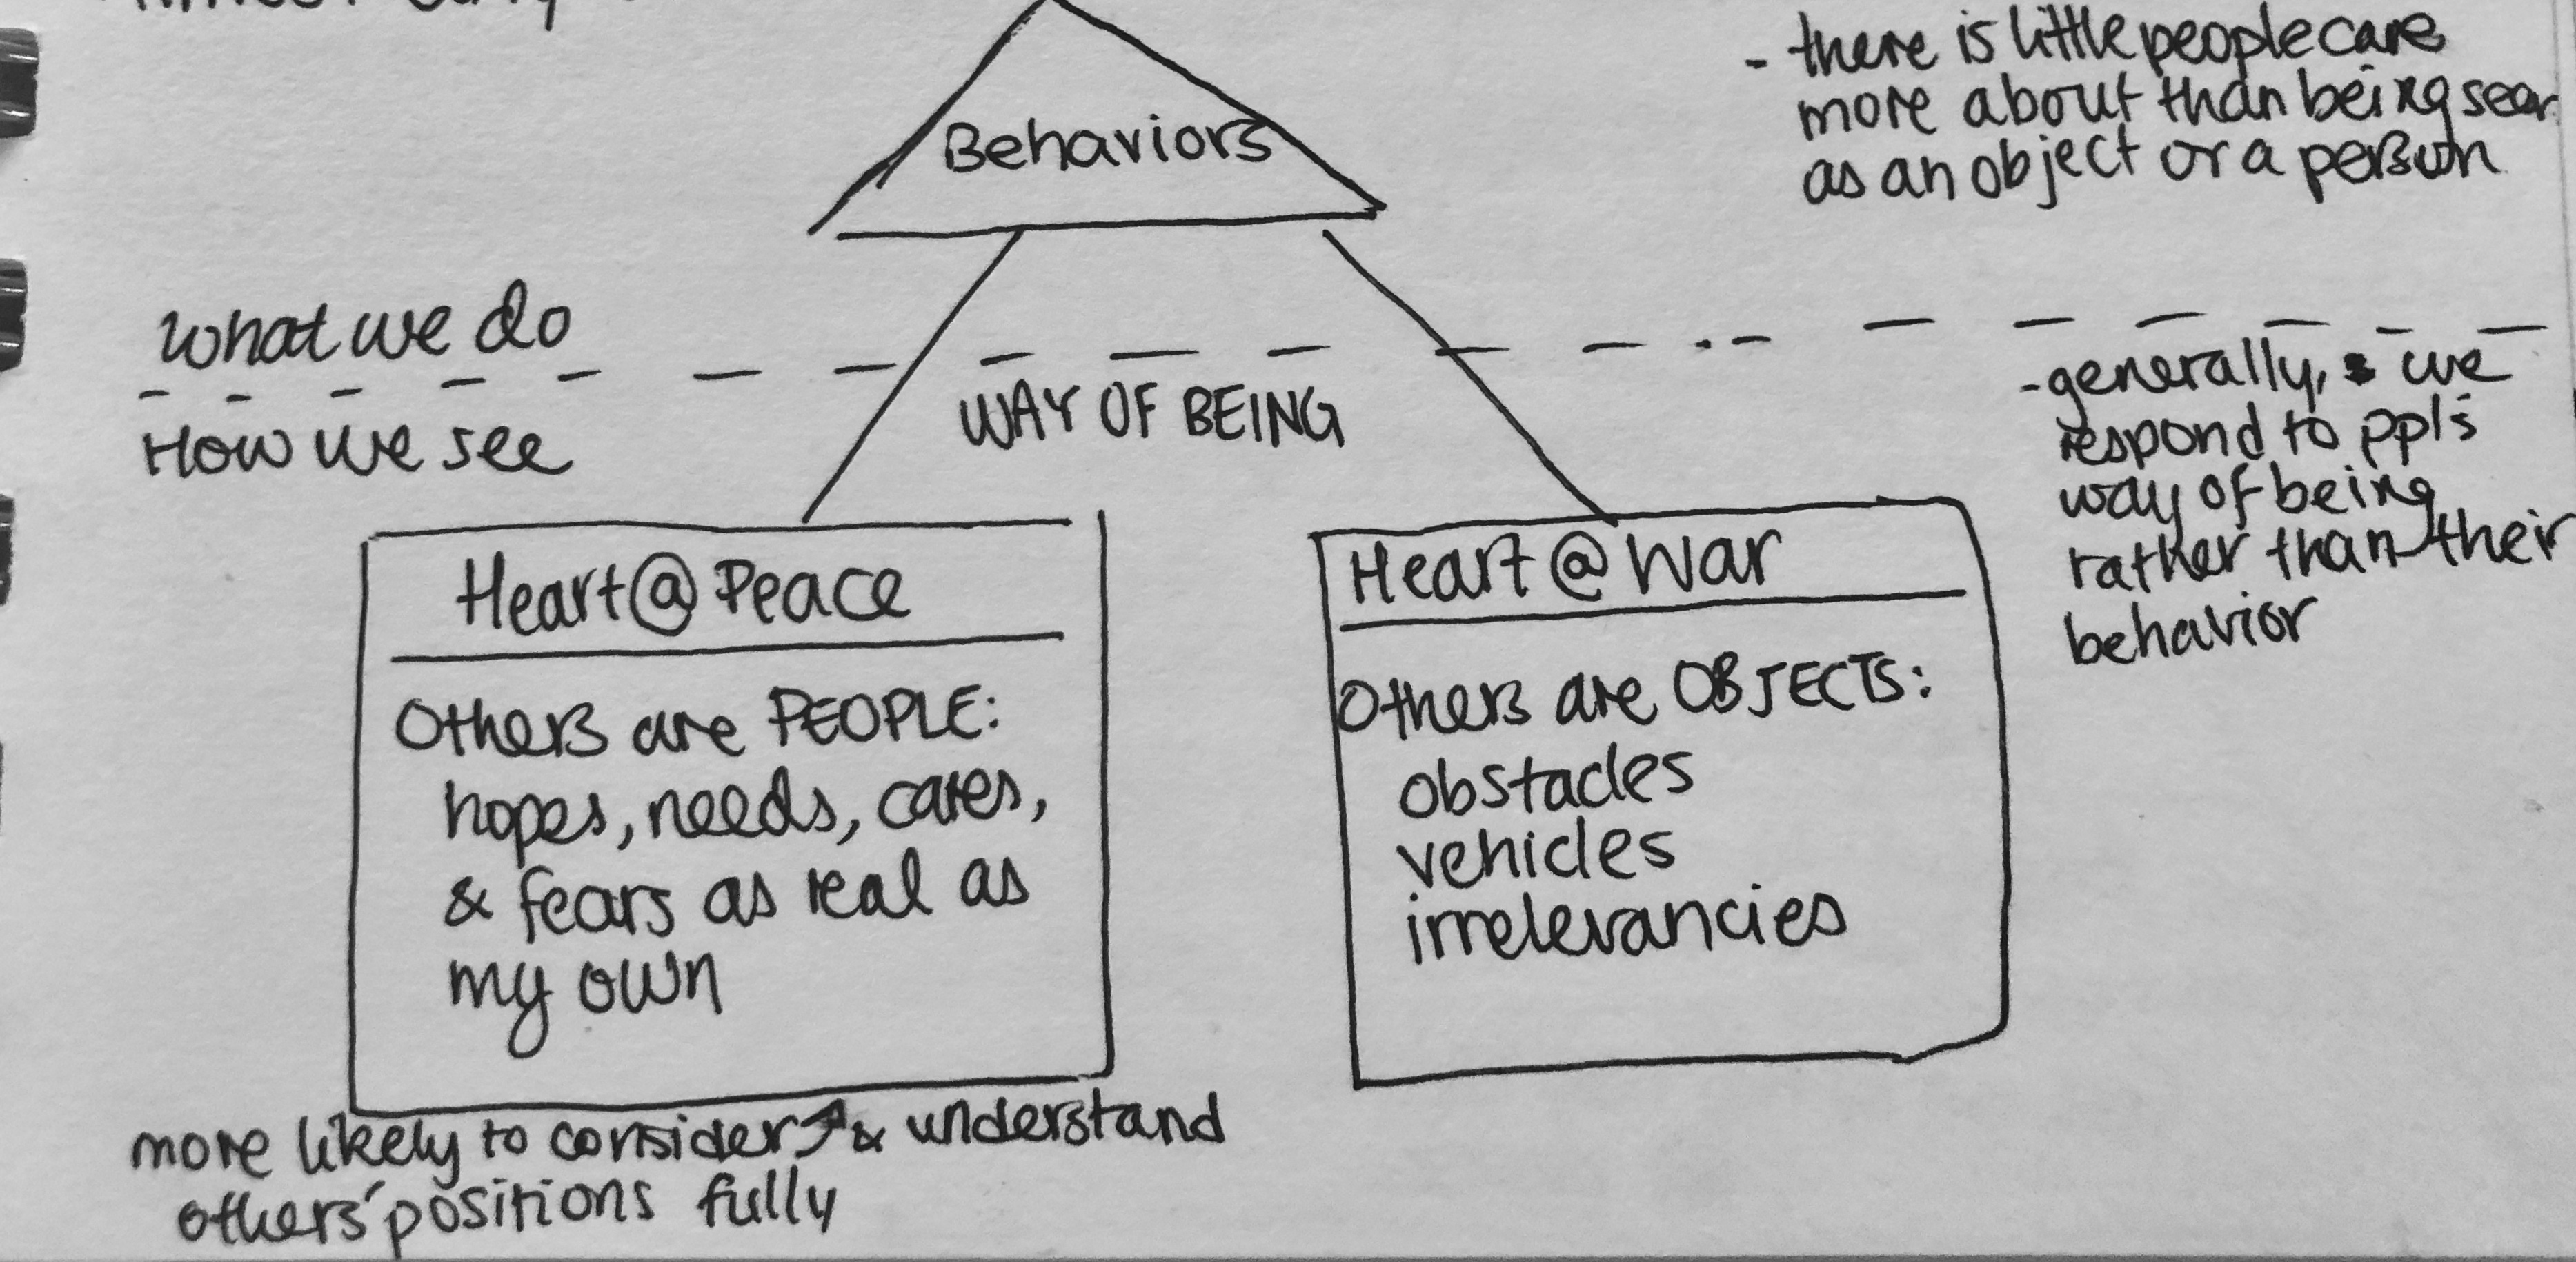 - there is little people care
more about than being seen
as an object or a person
Behaviors
What we do
How we see
WAY OF BEING
- generally, we
respond to ppl's
way of being
rather than their
behavior
Heart @ Peace
Others are PEOPLE:
hopes, needs, cares,
& fears as real as
my own
Heart @ War
Others are OBJECTS:
obstacles
vehicles
irrelevancies
more likely to consider & understand
others' positions fully